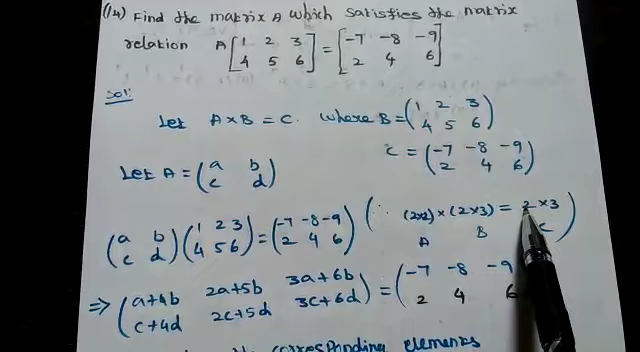 (14) Find the matrix A which satisfies the matrix
relation A [1 2 3 = [-7 -8 -9
4 5 6] 2 4 6]
Sol:
Let A×B = C. where B = (1 2 3
4 5 6)
C = (-7 -8 -9
2 4 6)
Let A = (a b
c d)
(a b (1 2 3 = (-7 -8 -9 (∵ (2×2) × (2×3) = 2×3
c d) 4 5 6) 2 4 6) A B C)
⇒ (a+4b 2a+5b 3a+6b = (-7 -8 -9
c+4d 2c+5d 3c+6d) 2 4 6
corresponding elements